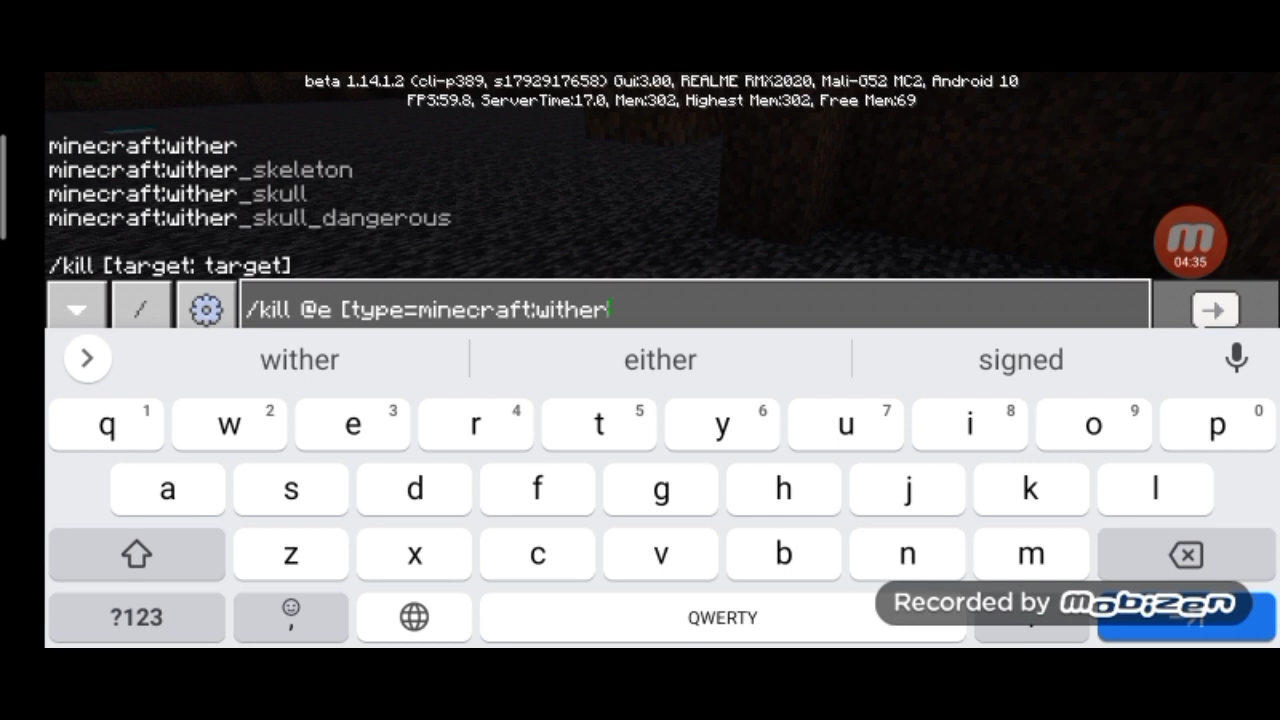 beta 1.14.1.2 (cli-p389, s1792917658) Gui:3.00, REALME RMX2020, Mali-G52 MC2, Android 10
FPS:59.8, ServerTime:17.0, Mem:302, Highest Mem:302, Free Mem:69
minecraft:wither
minecraft:wither_skeleton
minecraft:wither_skull
minecraft:wither_skull_dangerous
m
04:35
/kill [target: target]
/
/kill @e [type=minecraft:wither
wither either signed
q 1 w 2 e 3 r 4 t 5 y 6 u 7 i 8 o 9 p 0
a s d f g h j k l
z x c v b n m
Recorded by mobizen
?123 , QWERTY .